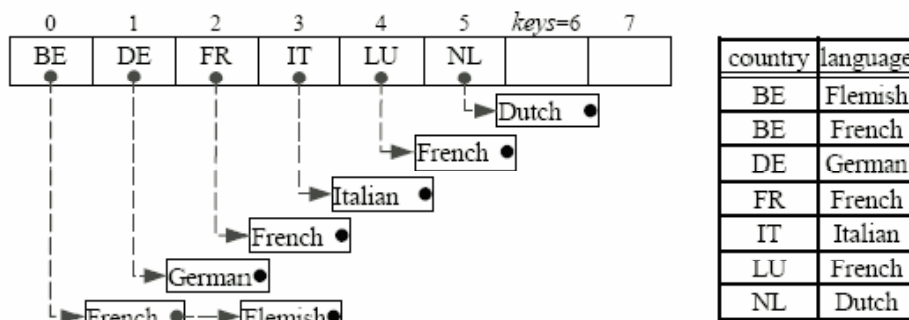 0 1 2 3 4 5 keys=6 7
BE DE FR IT LU NL
Dutch
French
Italian
French
German
French Flemish
country language
BE Flemish
BE French
DE German
FR French
IT Italian
LU French
NL Dutch